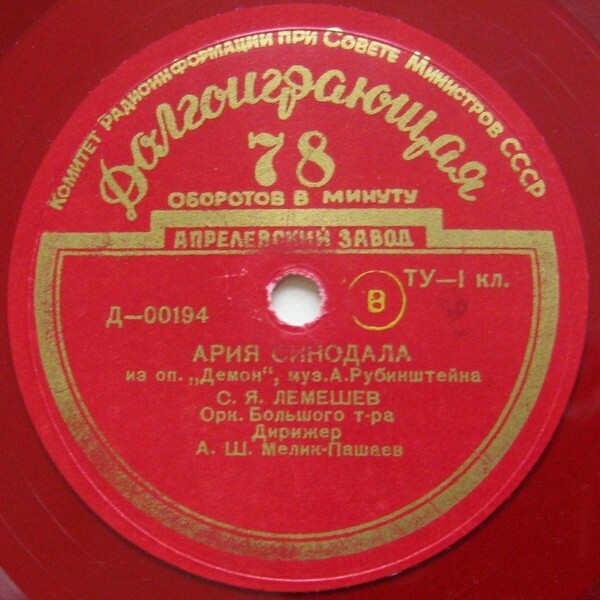 Комитет Радиоинформации при Совете Министров СССР
Долгоиграющая
78
ОБОРОТОВ В МИНУТУ
АПРЕЛЕВСКИЙ ЗАВОД
ТУ—I кл.
В
Д—00194
АРИЯ СИНОДАЛА
из оп. „Демон“, муз.А.Рубинштейна
С. Я. ЛЕМЕШЕВ
Орк. Большого т-ра
Дирижер
А. Ш. Мелик-Пашаев